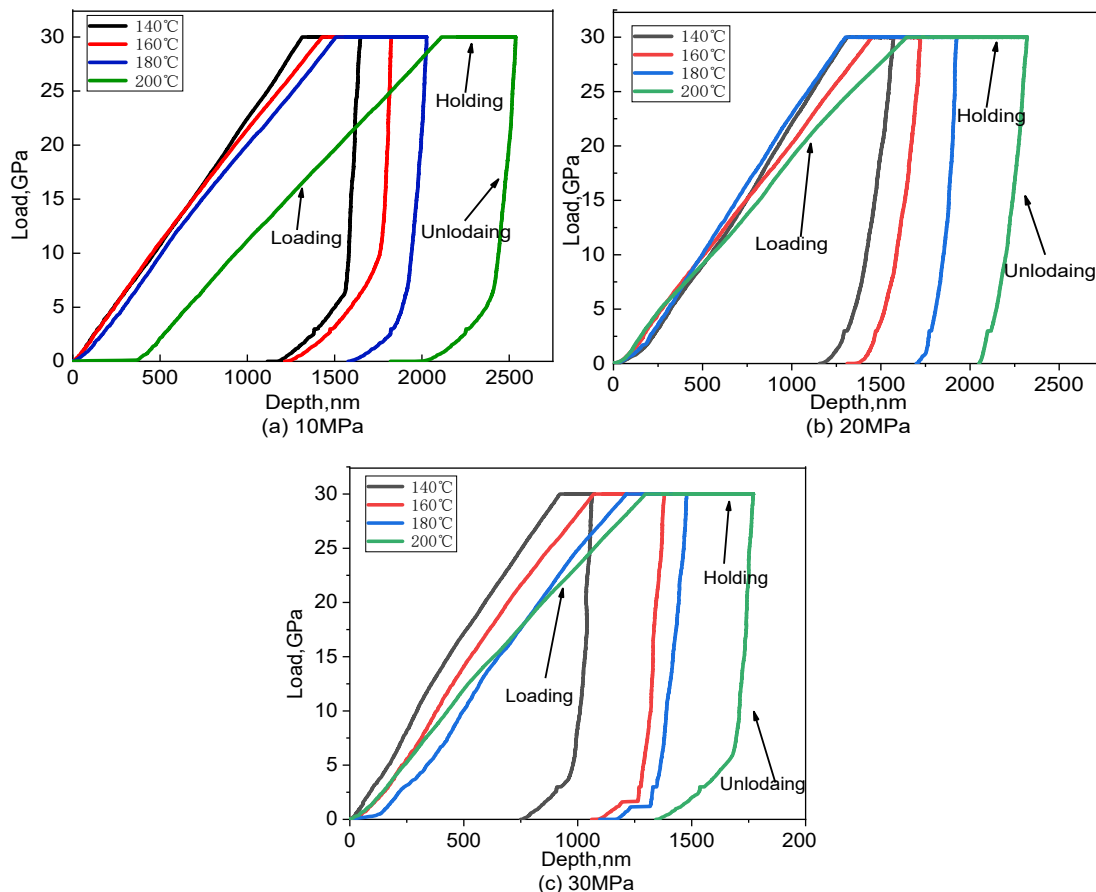 30
25
20
15
10
5
0
Load,GPa
140℃
160℃
180℃
200℃
Holding
Loading
Unlodaing
0
500
1000
1500
2000
2500
Depth,nm
(a) 10MPa
30
25
20
15
10
5
0
Load,GPa
140℃
160℃
180℃
200℃
Holding
Loading
Unlodaing
0
500
1000
1500
2000
2500
Depth,nm
(b) 20MPa
30
25
20
15
10
5
0
Load,GPa
140℃
160℃
180℃
200℃
Holding
Loading
Unlodaing
0
500
1000
1500
200
Depth,nm
(c) 30MPa